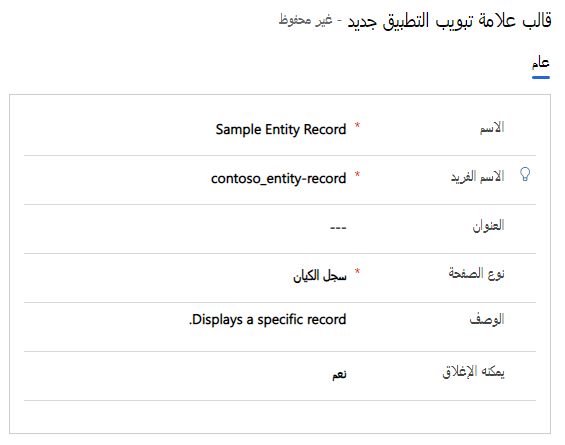 قالب علامة تبويب التطبيق جديد - غير محفوظ
عام
الاسم * Sample Entity Record
الاسم الفريد * contoso_entity-record
العنوان ---
نوع الصفحة * سجل الكيان
الوصف Displays a specific record.
يمكنه الإغلاق نعم